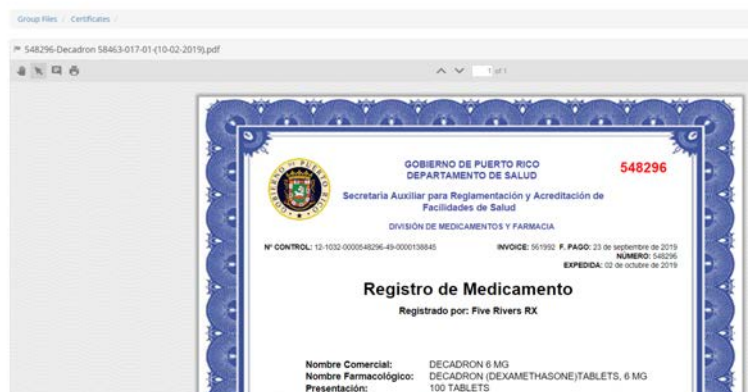 Group Files / Certificates /
548296-Decadron 58463-017-01-(10-02-2019).pdf
1 of 1
GOBIERNO DE PUERTO RICO
DEPARTAMENTO DE SALUD
548296
Secretaría Auxiliar para Reglamentación y Acreditación de
Facilidades de Salud
DIVISIÓN DE MEDICAMENTOS Y FARMACIA
Nº CONTROL: 12-1032-0000548296-49-0000138845
INVOICE: 561992 F. PAGO: 23 de septiembre de 2019
NÚMERO: 548296
EXPEDIDA: 02 de octubre de 2019
Registro de Medicamento
Registrado por: Five Rivers RX
Nombre Comercial: DECADRON 6 MG
Nombre Farmacológico: DECADRON (DEXAMETHASONE)TABLETS, 6 MG
Presentación: 100 TABLETS